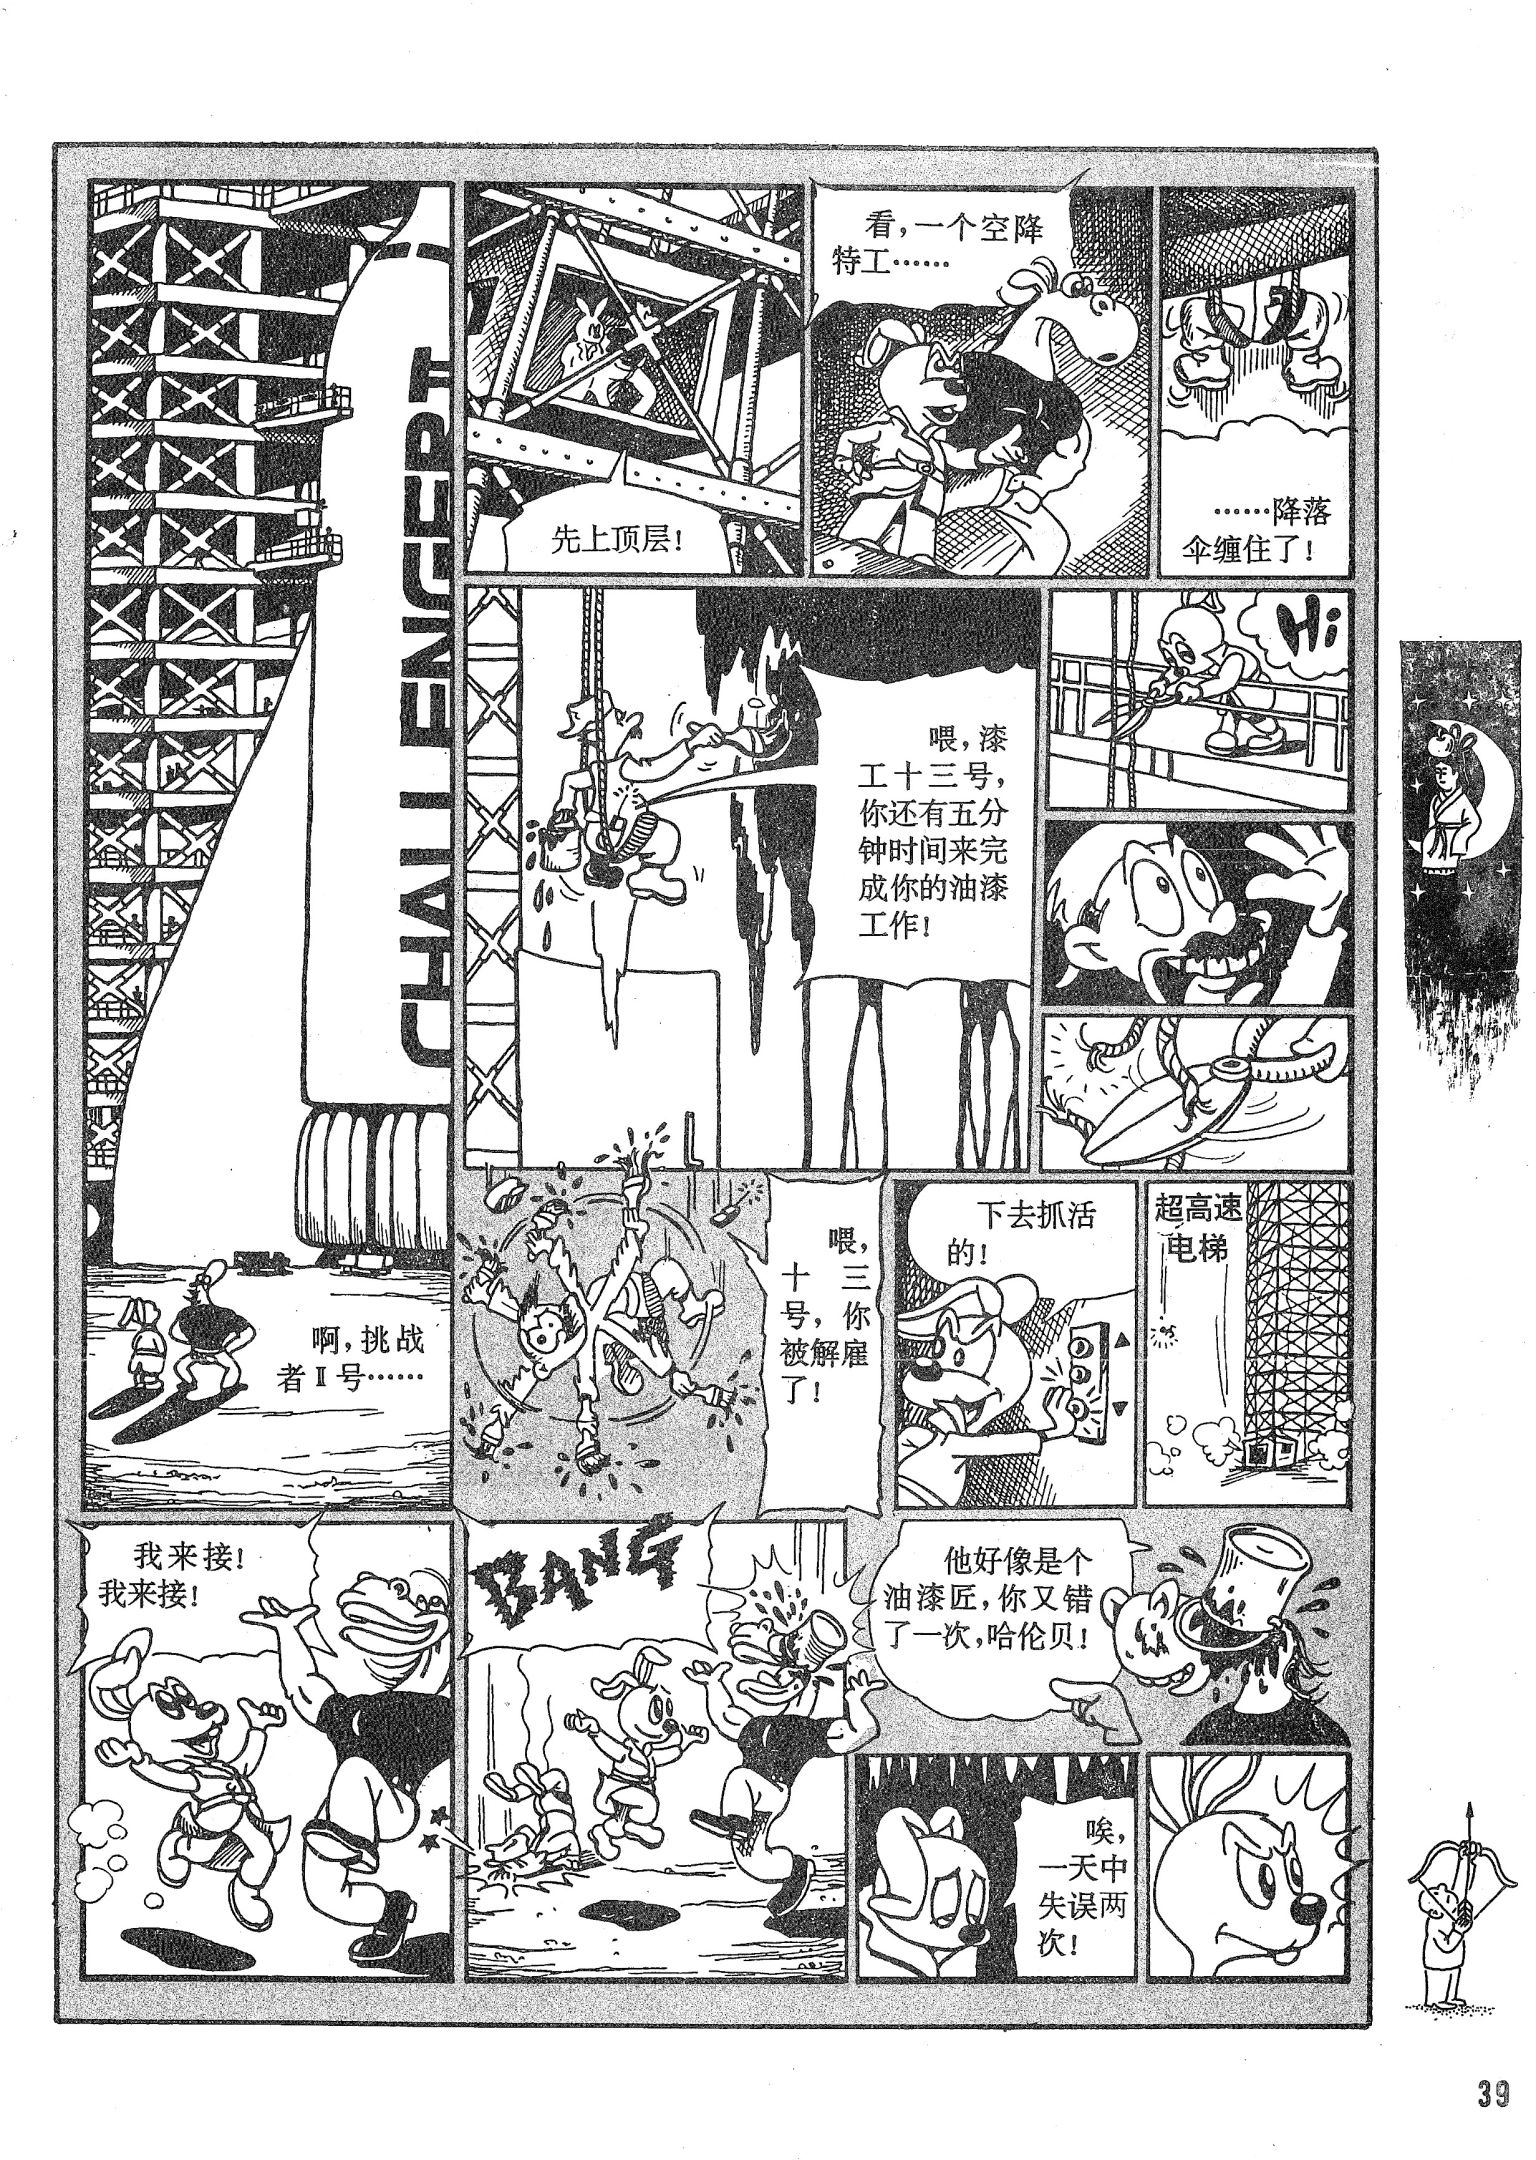 CHALLENGER II
啊，挑战
者Ⅱ号……
先上顶层！
看，一个空降
特工……
……降落
伞缠住了！
喂，漆
工十三号，
你还有五分
钟时间来完
成你的油漆
工作！
Hi
喂，
十三
号，你
被解雇
了！
下去抓活
的！
超高速
电梯
我来接！
我来接！
BANG
他好像是个
油漆匠，你又错
了一次，哈伦贝！
唉，
一天中
失误两
次！
39